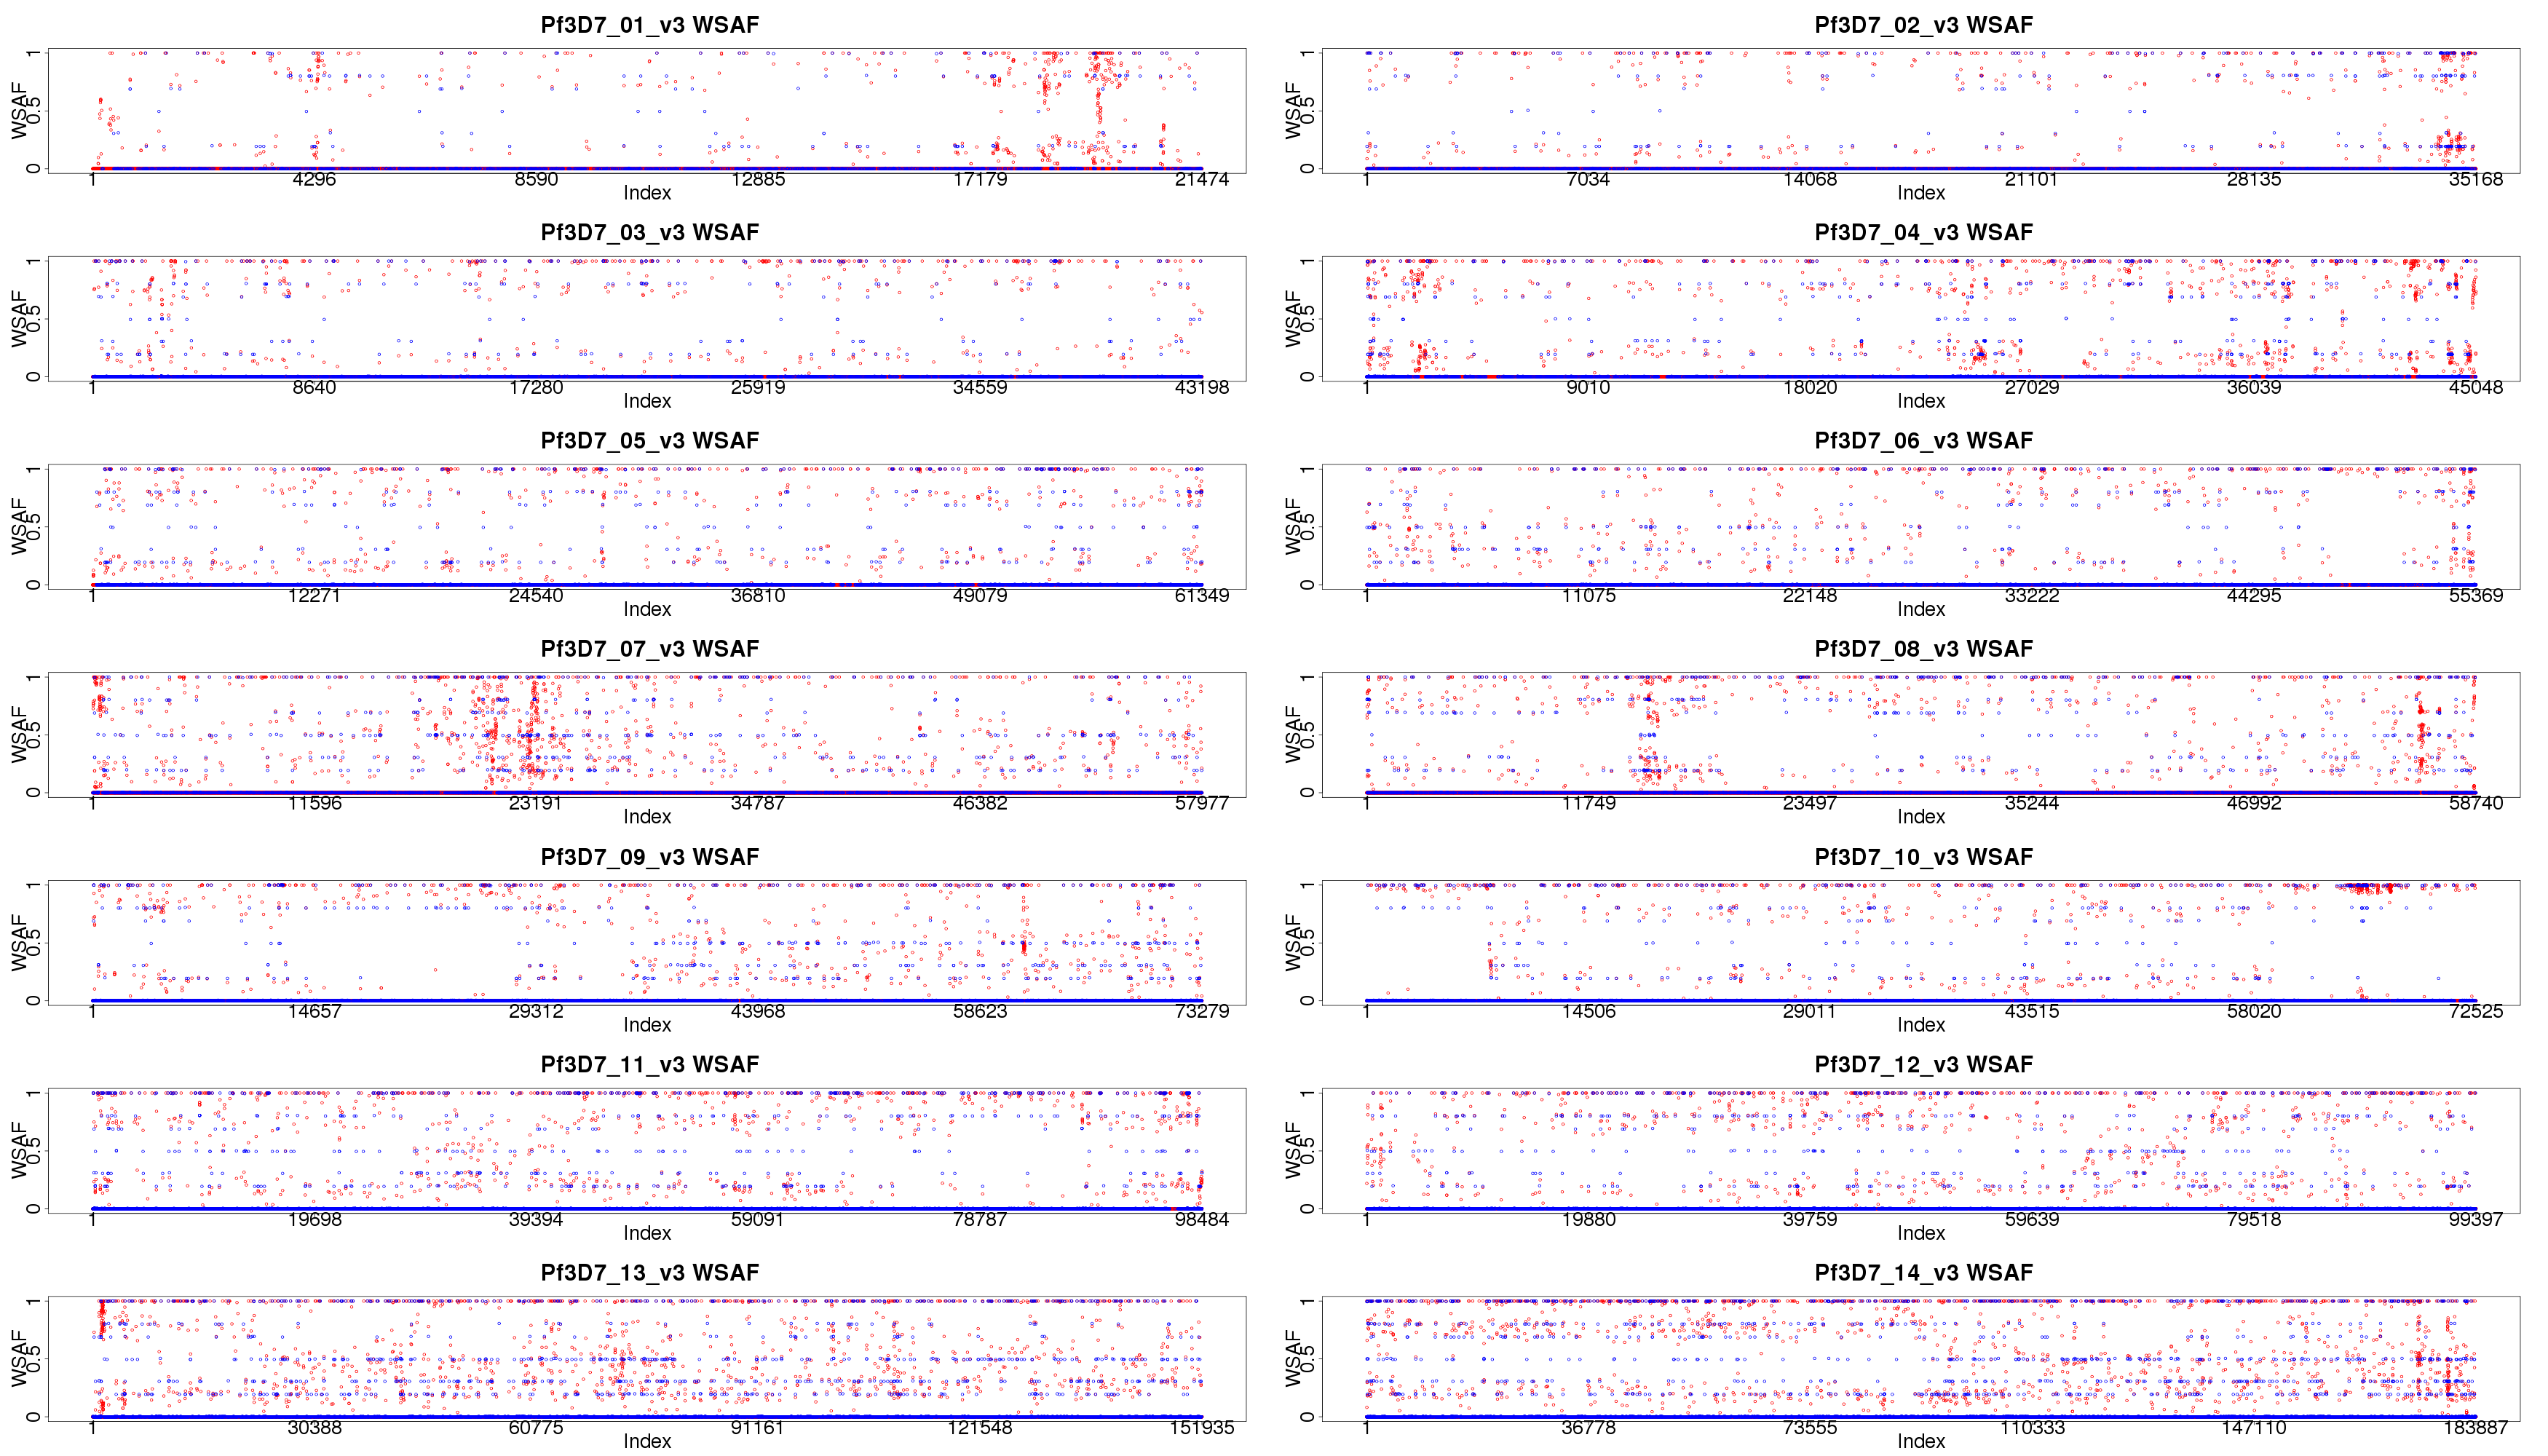 Pf3D7_01_v3 WSAF
WSAF
1
0.5
0
1 4296 8590 12885 17179 21474
Index
Pf3D7_02_v3 WSAF
WSAF
1
0.5
0
1 7034 14068 21101 28135 35168
Index
Pf3D7_03_v3 WSAF
WSAF
1
0.5
0
1 8640 17280 25919 34559 43198
Index
Pf3D7_04_v3 WSAF
WSAF
1
0.5
0
1 9010 18020 27029 36039 45048
Index
Pf3D7_05_v3 WSAF
WSAF
1
0.5
0
1 12271 24540 36810 49079 61349
Index
Pf3D7_06_v3 WSAF
WSAF
1
0.5
0
1 11075 22148 33222 44295 55369
Index
Pf3D7_07_v3 WSAF
WSAF
1
0.5
0
1 11596 23191 34787 46382 57977
Index
Pf3D7_08_v3 WSAF
WSAF
1
0.5
0
1 11749 23497 35244 46992 58740
Index
Pf3D7_09_v3 WSAF
WSAF
1
0.5
0
1 14657 29312 43968 58623 73279
Index
Pf3D7_10_v3 WSAF
WSAF
1
0.5
0
1 14506 29011 43515 58020 72525
Index
Pf3D7_11_v3 WSAF
WSAF
1
0.5
0
1 19698 39394 59091 78787 98484
Index
Pf3D7_12_v3 WSAF
WSAF
1
0.5
0
1 19880 39759 59639 79518 99397
Index
Pf3D7_13_v3 WSAF
WSAF
1
0.5
0
1 30388 60775 91161 121548 151935
Index
Pf3D7_14_v3 WSAF
WSAF
1
0.5
0
1 36778 73555 110333 147110 183887
Index